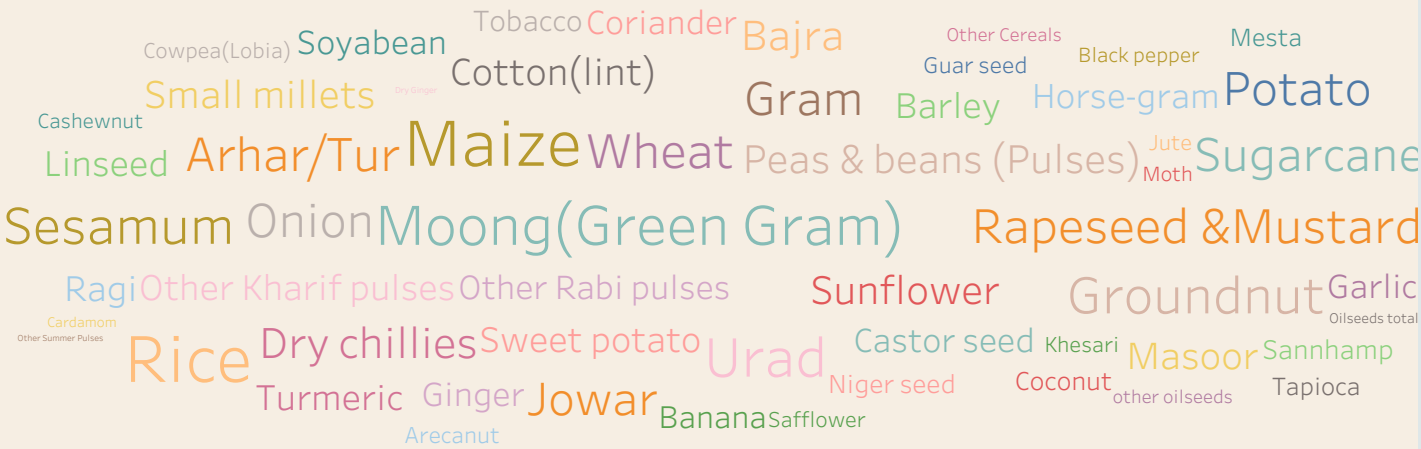 Tobacco
Coriander
Bajra
Other Cereals
Mesta
Cowpea(Lobia)
Soyabean
Black pepper
Cotton(lint)
Guar seed
Small millets
Dry Ginger
Gram
Barley
Horse-gram
Potato
Cashewnut
Linseed
Arhar/Tur
Maize
Wheat
Peas & beans (Pulses)
Jute
Moth
Sugarcane
Sesamum
Onion
Moong(Green Gram)
Rapeseed &Mustard
Ragi
Other Kharif pulses
Other Rabi pulses
Sunflower
Groundnut
Garlic
Cardamom
Other Summer Pulses
Oilseeds total
Rice
Dry chillies
Sweet potato
Urad
Castor seed
Khesari
Masoor
Sannhamp
Turmeric
Ginger
Jowar
Niger seed
Coconut
other oilseeds
Tapioca
Banana
Safflower
Arecanut